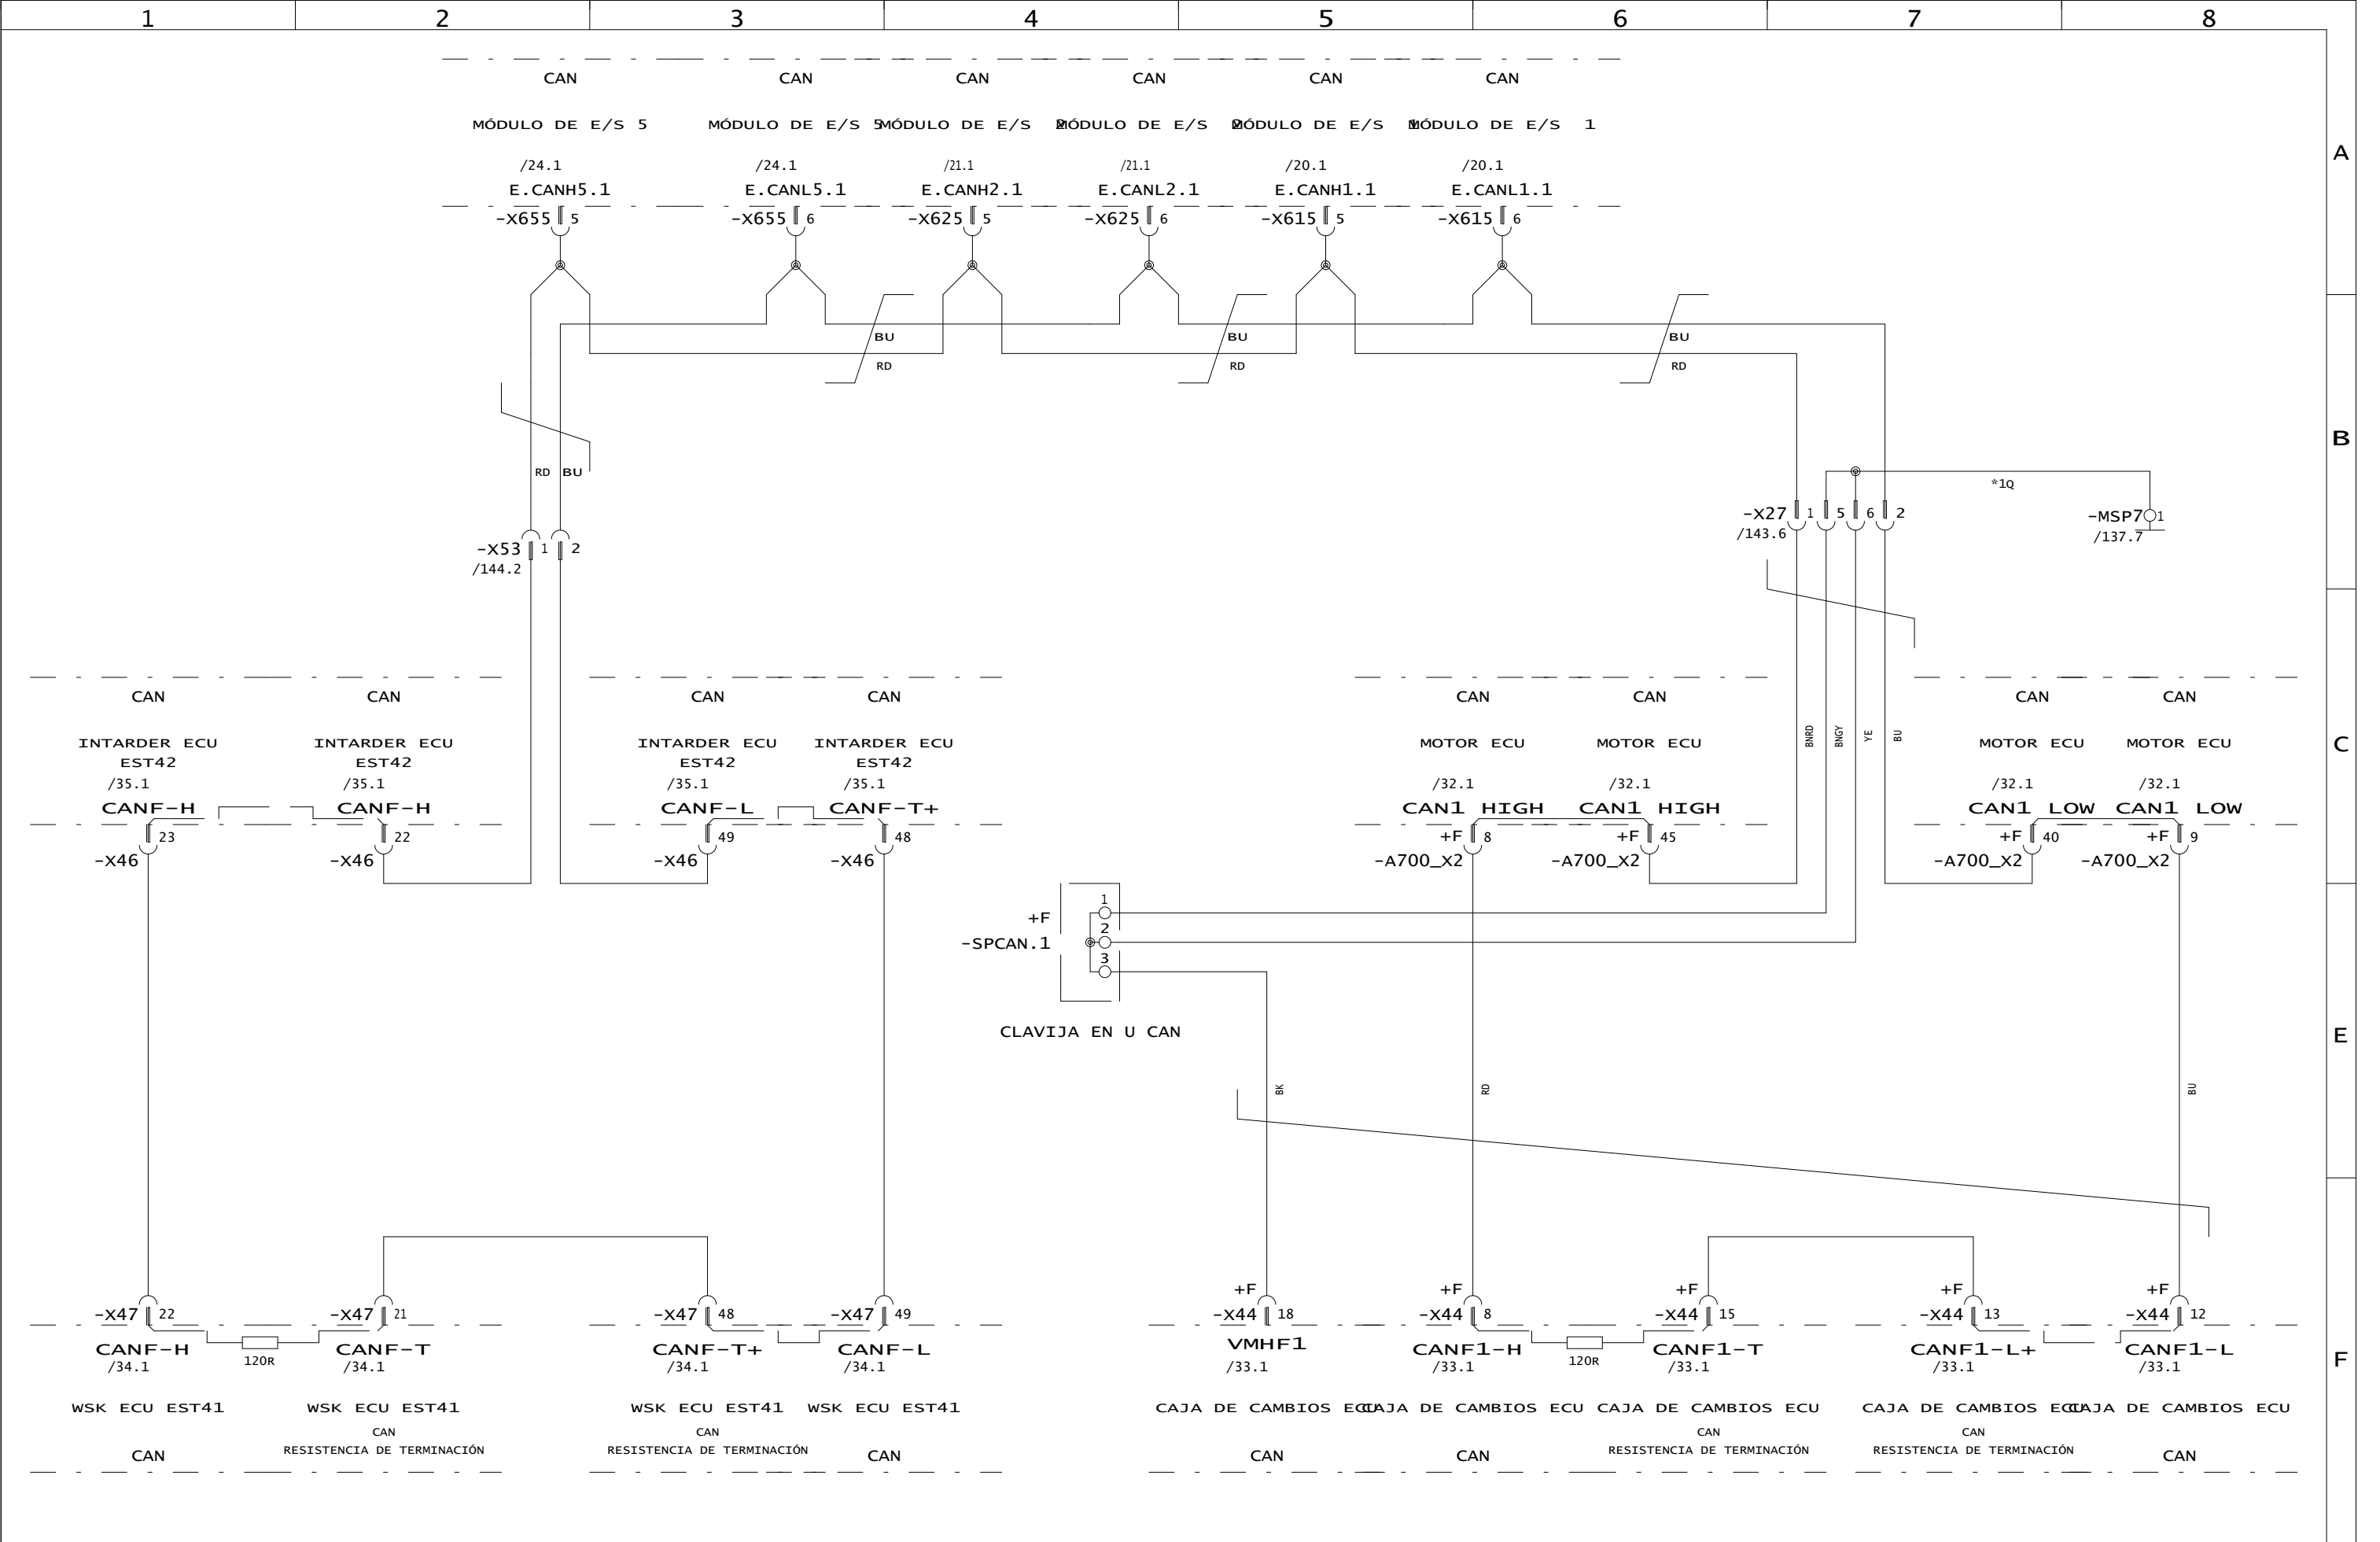 1 2 3 4 5 6 7 8
CAN CAN CAN CAN CAN CAN
MÓDULO DE E/S 5 MÓDULO DE E/S 5 MÓDULO DE E/S 2 MÓDULO DE E/S 2 MÓDULO DE E/S 1 MÓDULO DE E/S 1
A
/24.1 /24.1 /21.1 /21.1 /20.1 /20.1
E.CANH5.1 E.CANL5.1 E.CANH2.1 E.CANL2.1 E.CANH1.1 E.CANL1.1
-X655 5 -X655 6 -X625 5 -X625 6 -X615 5 -X615 6
BU BU BU
RD RD RD
B
RD BU
*1Q
-X27 1 5 6 2 -MSP7 1
/143.6 /137.7
-X53 1 2
/144.2
CAN CAN CAN CAN CAN CAN CAN CAN
BNRD BNGY YE BU
INTARDER ECU INTARDER ECU INTARDER ECU INTARDER ECU MOTOR ECU MOTOR ECU MOTOR ECU MOTOR ECU
C
EST42 EST42 EST42 EST42
/35.1 /35.1 /35.1 /35.1 /32.1 /32.1 /32.1 /32.1
CANF-H CANF-H CANF-L CANF-T+ CAN1 HIGH CAN1 HIGH CAN1 LOW CAN1 LOW
23 22 49 48 +F 8 +F 45 +F 40 +F 9
-X46 -X46 -X46 -X46 -A700_X2 -A700_X2 -A700_X2 -A700_X2
1
+F
2
-SPCAN.1
3
CLAVIJA EN U CAN
E
BK RD BU
+F +F +F +F +F
-X47 22 -X47 21 -X47 48 -X47 49 -X44 18 -X44 8 -X44 15 -X44 13 -X44 12
CANF-H CANF-T CANF-T+ CANF-L VMHF1 CANF1-H CANF1-T CANF1-L+ CANF1-L
120R 120R
F
/34.1 /34.1 /34.1 /34.1 /33.1 /33.1 /33.1 /33.1 /33.1
WSK ECU EST41 WSK ECU EST41 WSK ECU EST41 WSK ECU EST41 CAJA DE CAMBIOS ECU CAJA DE CAMBIOS ECU CAJA DE CAMBIOS ECU CAJA DE CAMBIOS ECU CAJA DE CAMBIOS ECU
CAN CAN CAN CAN
RESISTENCIA DE TERMINACIÓN RESISTENCIA DE TERMINACIÓN RESISTENCIA DE TERMINACIÓN RESISTENCIA DE TERMINACIÓN
CAN CAN CAN CAN CAN